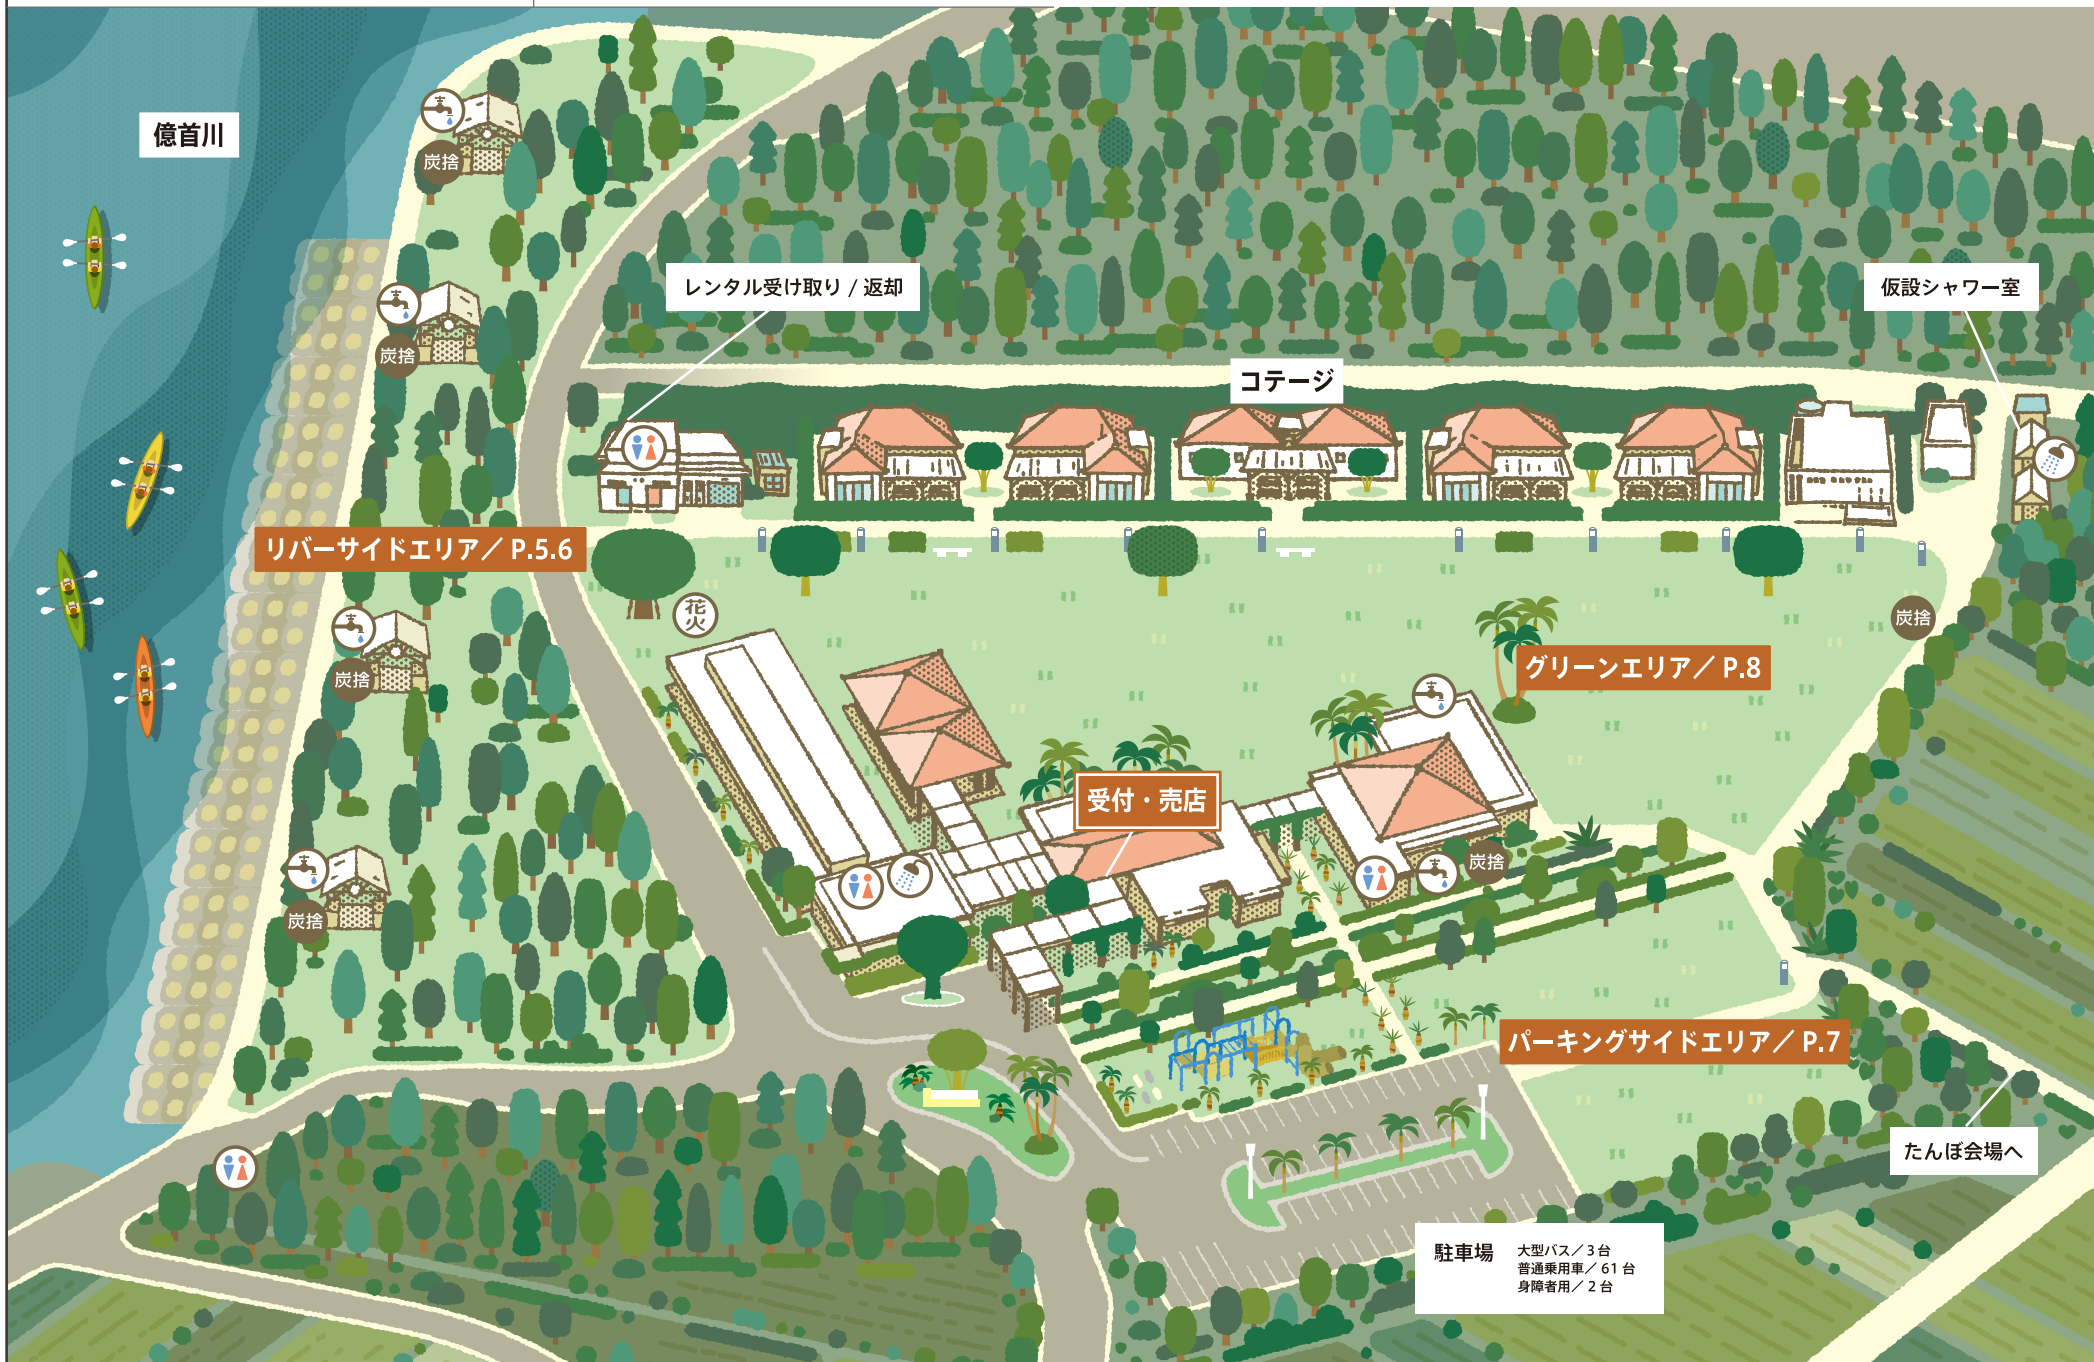 億首川
炭捨
レンタル受け取り / 返却
仮設シャワー室
炭捨
コテージ
リバーサイドエリア／ P.5.6
花火
炭捨
グリーンエリア／ P.8
炭捨
受付・売店
炭捨
炭捨
パーキングサイドエリア／ P.7
たんぼ会場へ
駐車場
大型バス／ 3 台
普通乗用車／ 61 台
身障者用／ 2 台